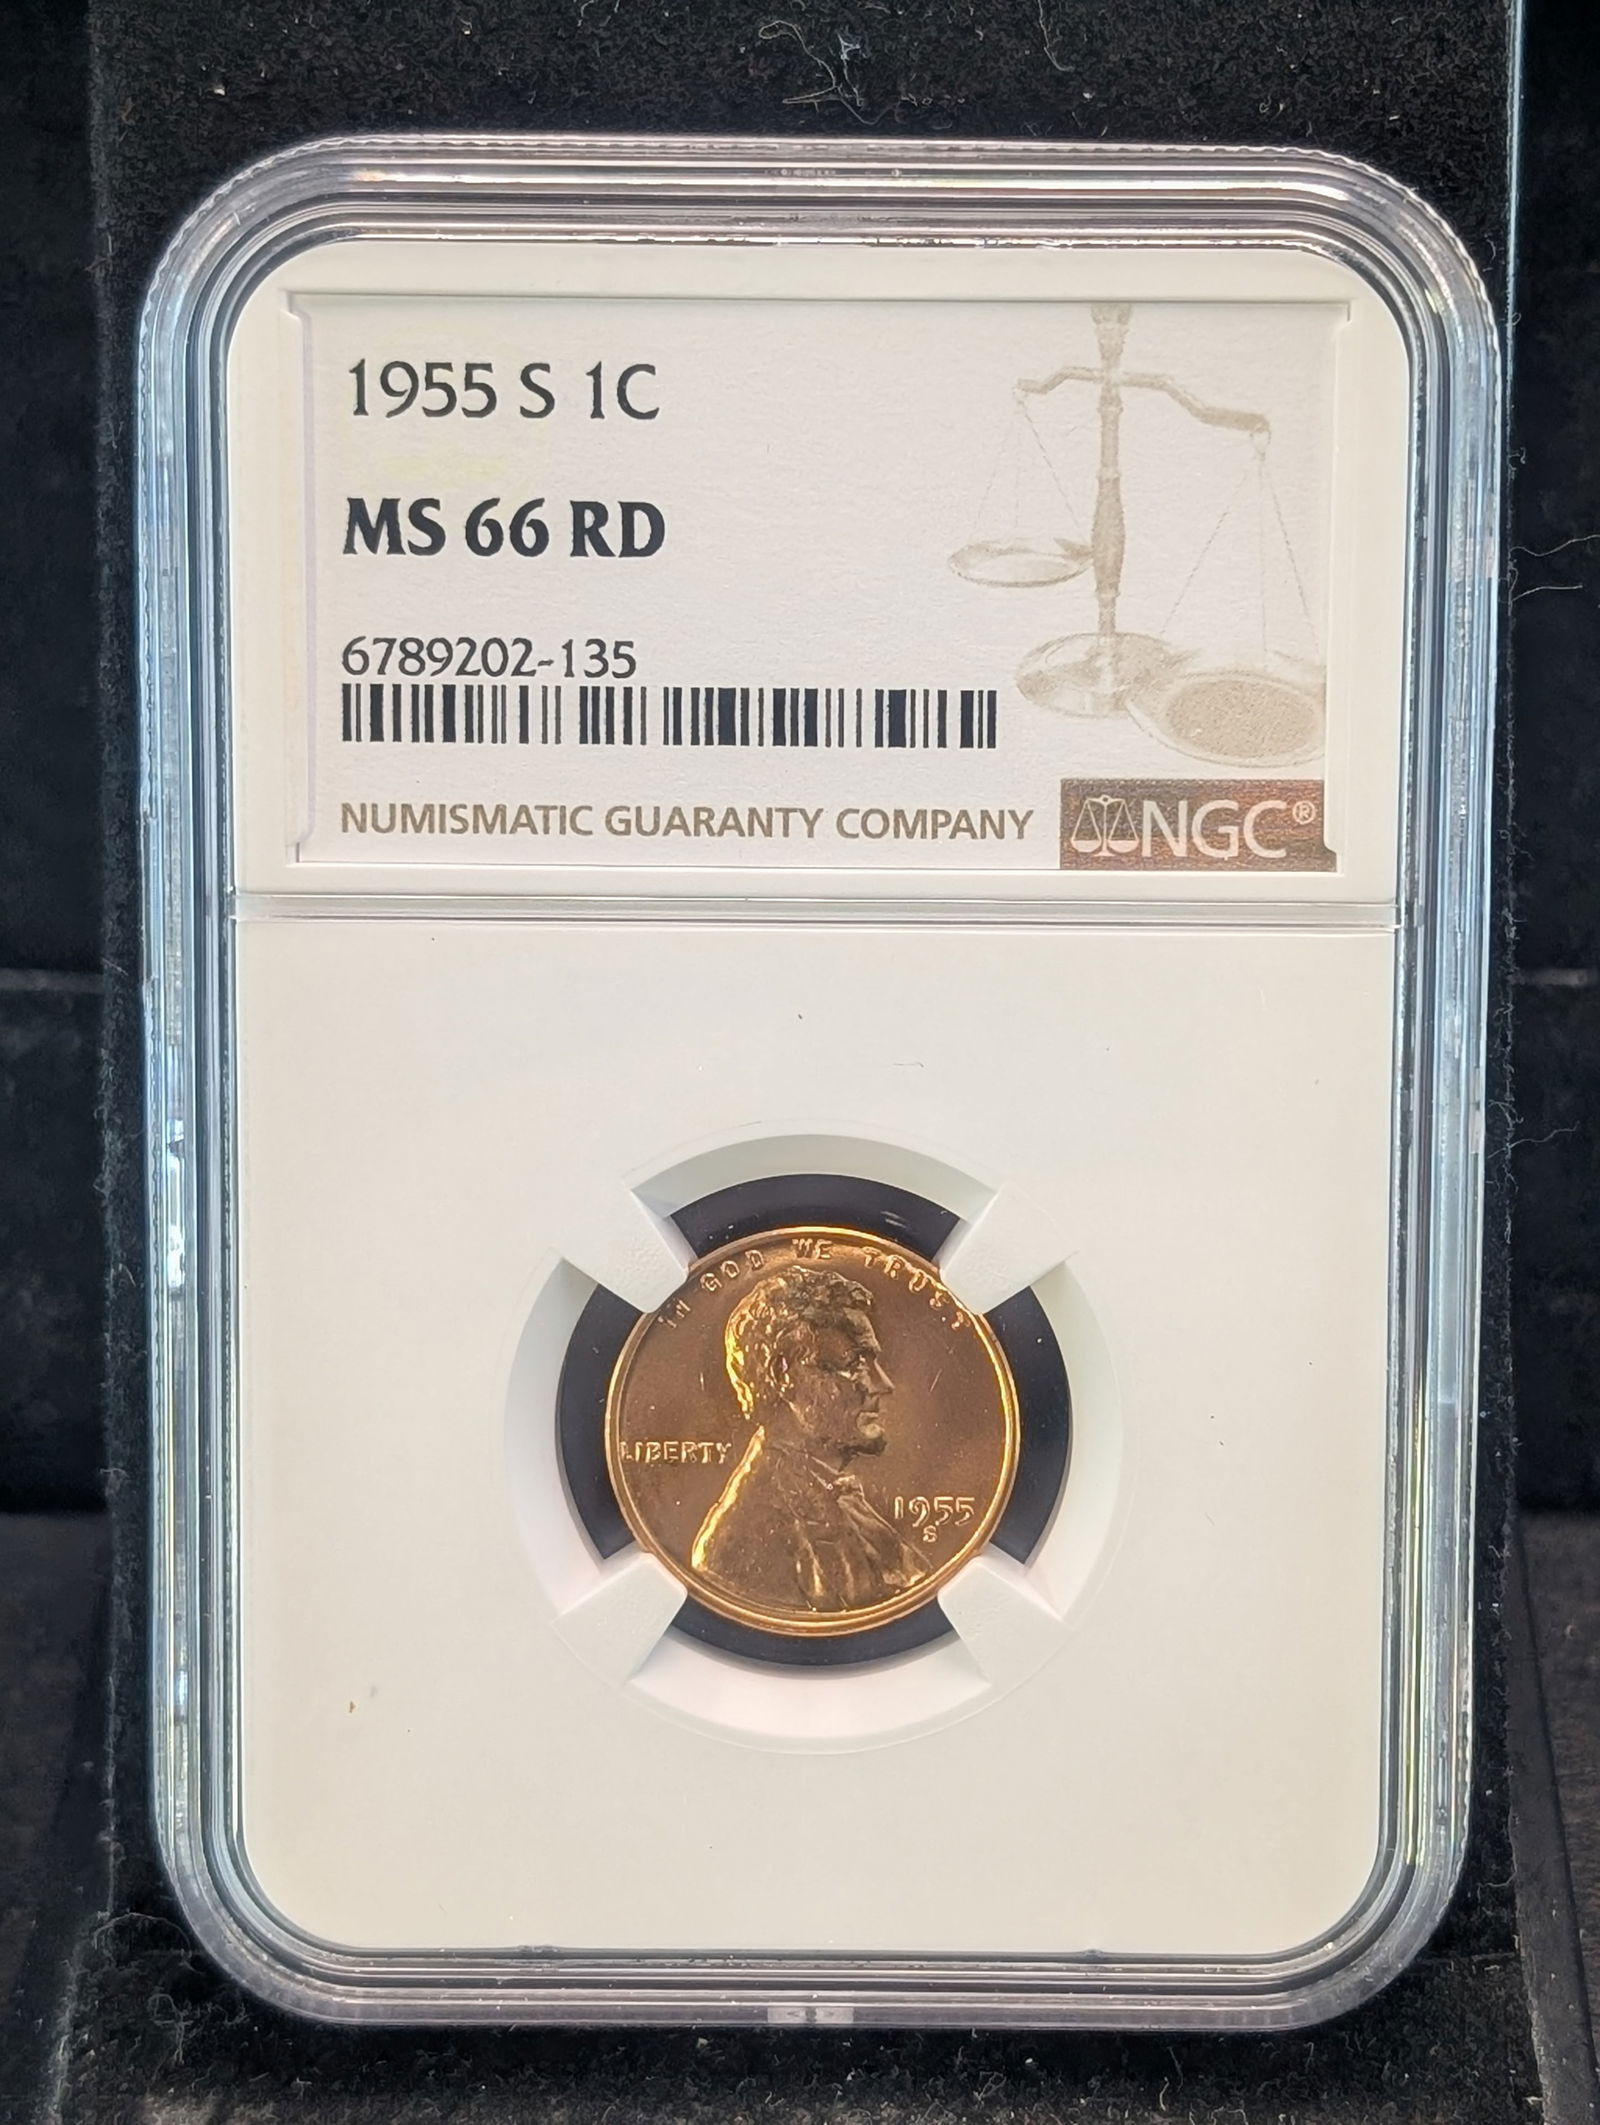 1955 S 1C
MS 66 RD
6789202-135
NUMISMATIC GUARANTY COMPANY
NGC®
IN GOD WE TRUST
LIBERTY
1955
S